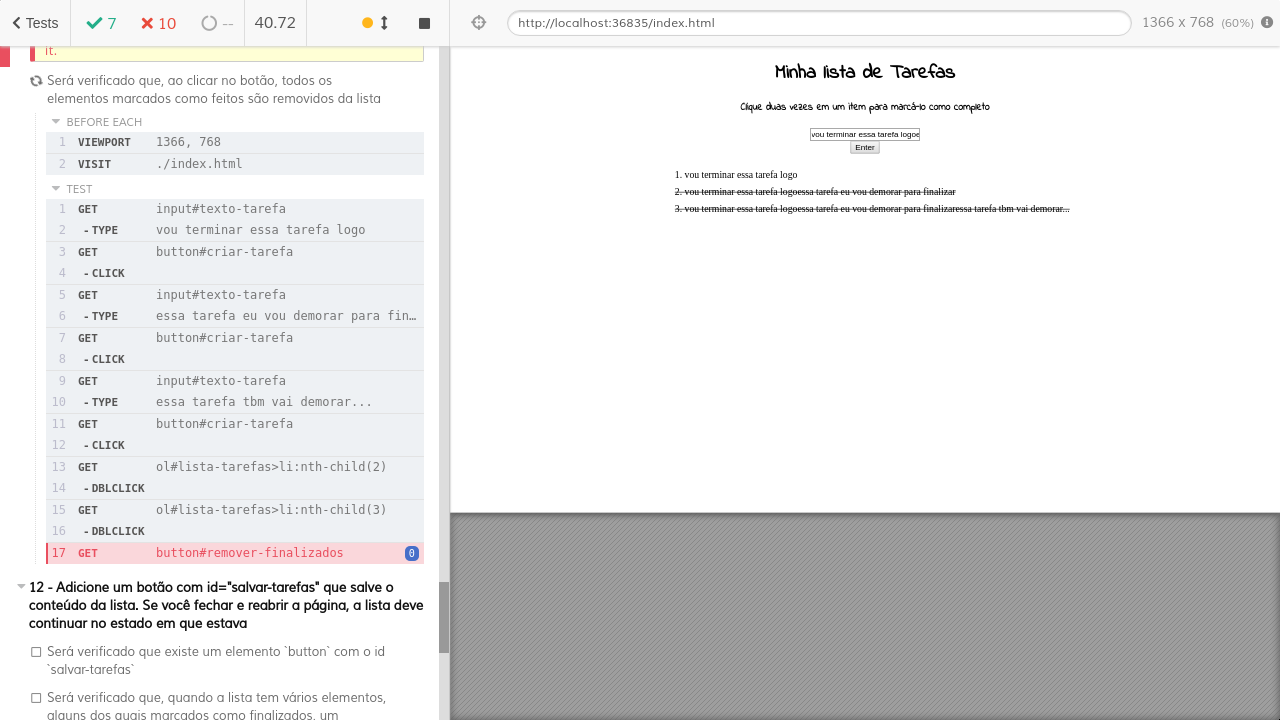 Tests
7
10
--
40.72
http://localhost:36835/index.html
1366 x 768 (60%)
it.
Será verificado que, ao clicar no botão, todos os
elementos marcados como feitos são removidos da lista
BEFORE EACH
1 VIEWPORT 1366, 768
2 VISIT ./index.html
TEST
1 GET input#texto-tarefa
2 -TYPE vou terminar essa tarefa logo
3 GET button#criar-tarefa
4 -CLICK
5 GET input#texto-tarefa
6 -TYPE essa tarefa eu vou demorar para fin…
7 GET button#criar-tarefa
8 -CLICK
9 GET input#texto-tarefa
10 -TYPE essa tarefa tbm vai demorar...
11 GET button#criar-tarefa
12 -CLICK
13 GET ol#lista-tarefas>li:nth-child(2)
14 -DBLCLICK
15 GET ol#lista-tarefas>li:nth-child(3)
16 -DBLCLICK
17 GET button#remover-finalizados 0
12 - Adicione um botão com id="salvar-tarefas" que salve o
conteúdo da lista. Se você fechar e reabrir a página, a lista deve
continuar no estado em que estava
Será verificado que existe um elemento `button` com o id
`salvar-tarefas`
Será verificado que, quando a lista tem vários elementos,
alguns dos quais marcados como finalizados, um
Minha lista de Tarefas
Clique duas vezes em um item para marcá-lo como completo
vou terminar essa tarefa logoe
Enter
1. vou terminar essa tarefa logo
2. vou terminar essa tarefa logoessa tarefa eu vou demorar para finalizar
3. vou terminar essa tarefa logoessa tarefa eu vou demorar para finalizaressa tarefa tbm vai demorar...